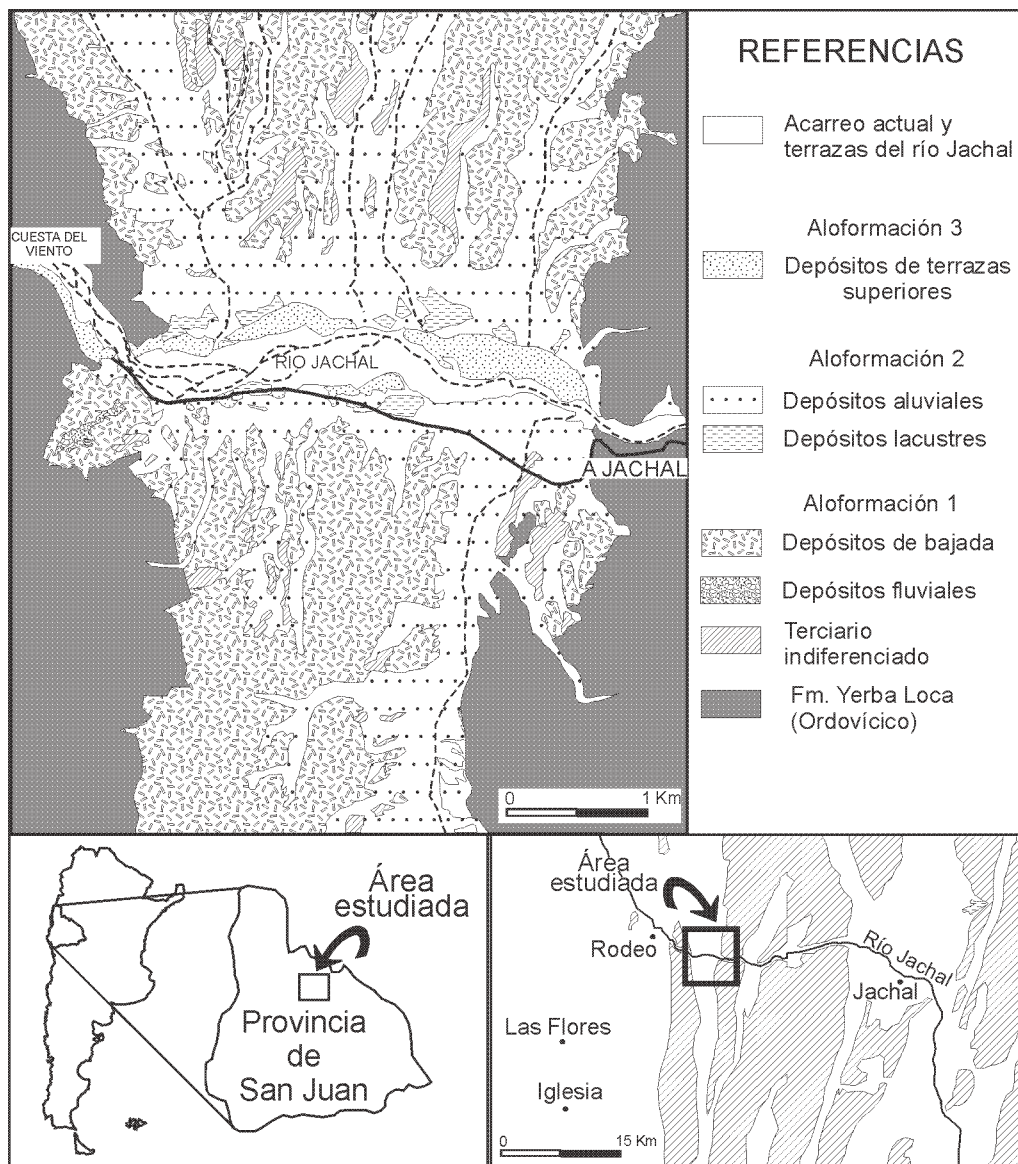 CUESTA DEL
VIENTO
RÍO JACHAL
A JACHAL
0 1 Km
REFERENCIAS
Acarreo actual y
terrazas del río Jachal
Aloformación 3
Depósitos de terrazas
superiores
Aloformación 2
Depósitos aluviales
Depósitos lacustres
Aloformación 1
Depósitos de bajada
Depósitos fluviales
Terciario
indiferenciado
Fm. Yerba Loca
(Ordovícico)
Área
estudiada
Provincia
de
San Juan
Área
estudiada
Rodeo
Río Jachal
Jachal
Las Flores
Iglesia
0 15 Km